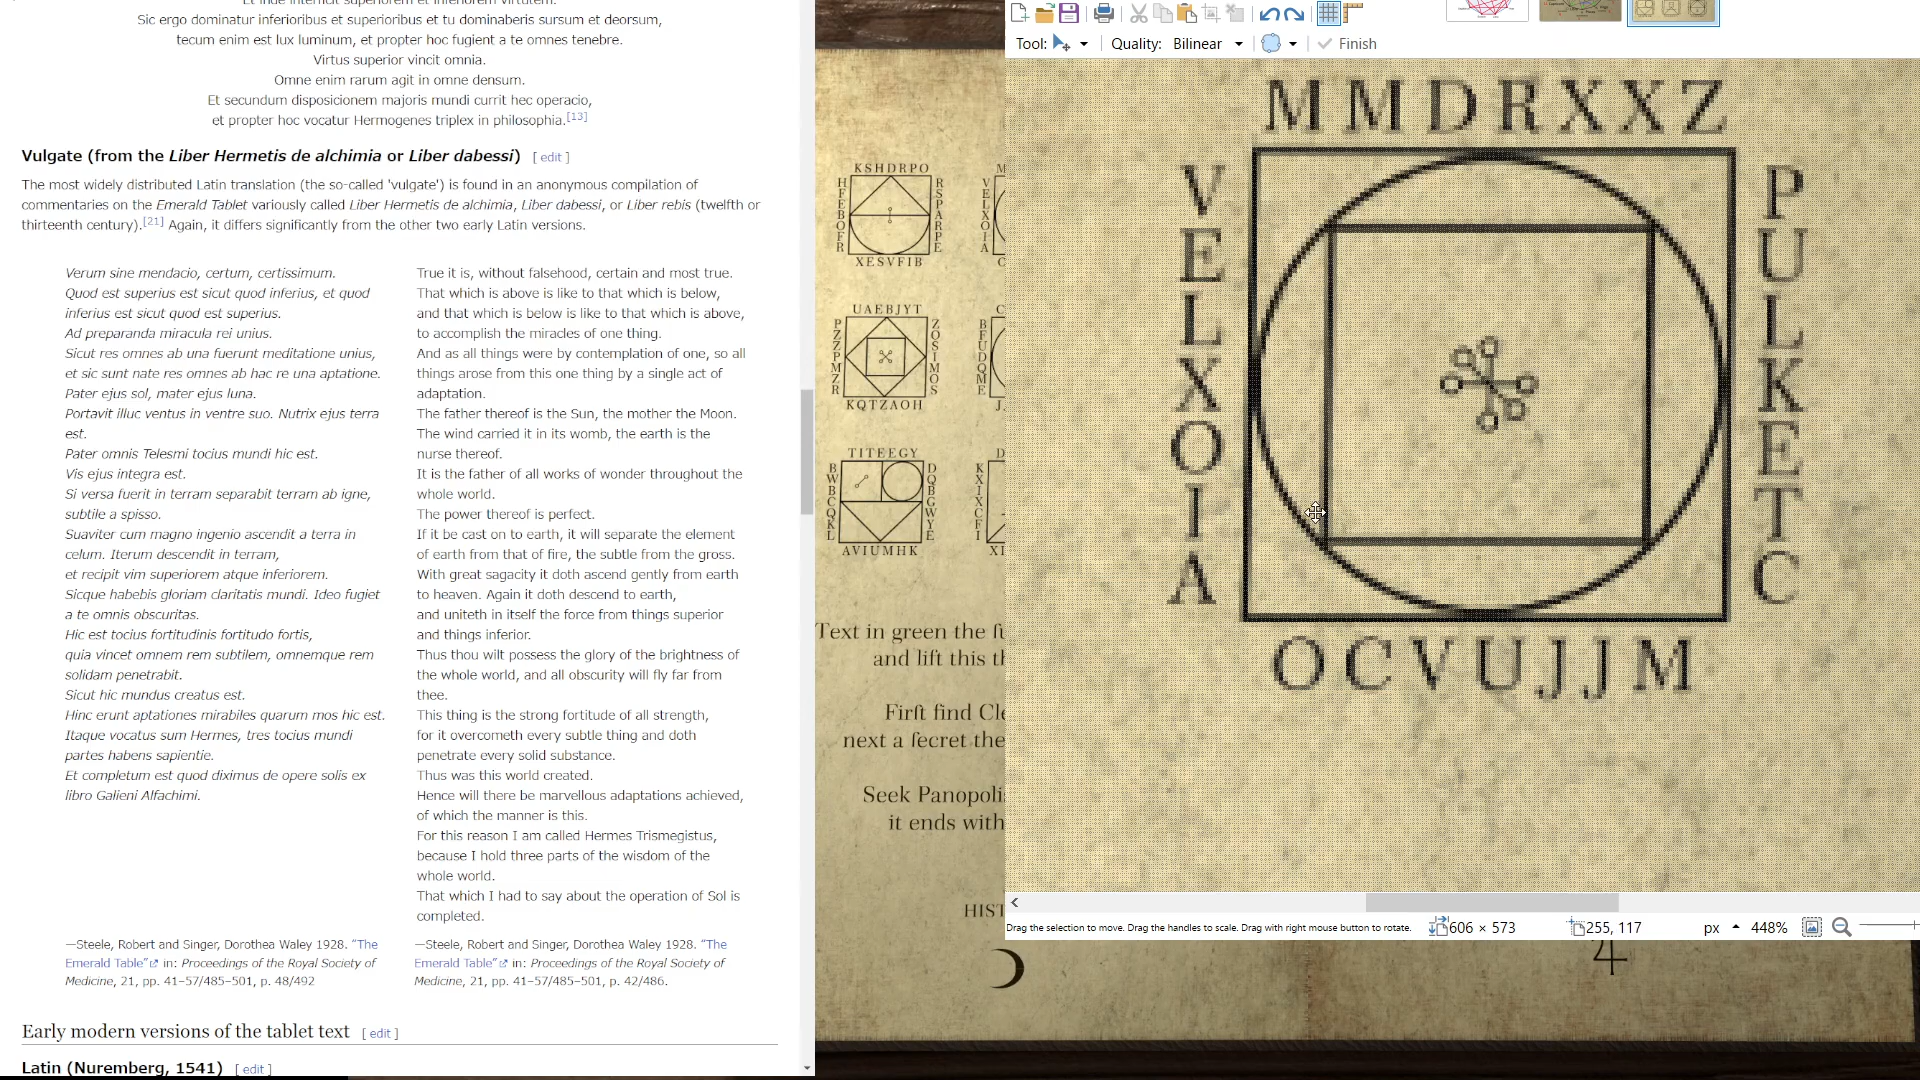 Et inde interficit superiorem et inferiorem virtutem.
Sic ergo dominatur inferioribus et superioribus et tu dominaberis sursum et deorsum,
tecum enim est lux luminum, et propter hoc fugient a te omnes tenebre.
Virtus superior vincit omnia.
Omne enim rarum agit in omne densum.
Et secundum disposicionem majoris mundi currit hec operacio,
et propter hoc vocatur Hermogenes triplex in philosophia.[13]
Vulgate (from the Liber Hermetis de alchimia or Liber dabessi) [ edit ]
The most widely distributed Latin translation (the so-called 'vulgate') is found in an anonymous compilation of
commentaries on the Emerald Tablet variously called Liber Hermetis de alchimia, Liber dabessi, or Liber rebis (twelfth or
thirteenth century).[21] Again, it differs significantly from the other two early Latin versions.
Verum sine mendacio, certum, certissimum.
Quod est superius est sicut quod inferius, et quod
inferius est sicut quod est superius.
Ad preparanda miracula rei unius.
Sicut res omnes ab una fuerunt meditatione unius,
et sic sunt nate res omnes ab hac re una aptatione.
Pater ejus sol, mater ejus luna.
Portavit illuc ventus in ventre suo. Nutrix ejus terra
est.
Pater omnis Telesmi tocius mundi hic est.
Vis ejus integra est.
Si versa fuerit in terram separabit terram ab igne,
subtile a spisso.
Suaviter cum magno ingenio ascendit a terra in
celum. Iterum descendit in terram,
et recipit vim superiorem atque inferiorem.
Sicque habebis gloriam claritatis mundi. Ideo fugiet
a te omnis obscuritas.
Hic est tocius fortitudinis fortitudo fortis,
quia vincet omnem rem subtilem, omnemque rem
solidam penetrabit.
Sicut hic mundus creatus est.
Hinc erunt aptationes mirabiles quarum mos hic est.
Itaque vocatus sum Hermes, tres tocius mundi
partes habens sapientie.
Et completum est quod diximus de opere solis ex
libro Galieni Alfachimi.
—Steele, Robert and Singer, Dorothea Waley 1928. "The
Emerald Table" in: Proceedings of the Royal Society of
Medicine, 21, pp. 41–57/485–501, p. 48/492
True it is, without falsehood, certain and most true.
That which is above is like to that which is below,
and that which is below is like to that which is above,
to accomplish the miracles of one thing.
And as all things were by contemplation of one, so all
things arose from this one thing by a single act of
adaptation.
The father thereof is the Sun, the mother the Moon.
The wind carried it in its womb, the earth is the
nurse thereof.
It is the father of all works of wonder throughout the
whole world.
The power thereof is perfect.
If it be cast on to earth, it will separate the element
of earth from that of fire, the subtle from the gross.
With great sagacity it doth ascend gently from earth
to heaven. Again it doth descend to earth,
and uniteth in itself the force from things superior
and things inferior.
Thus thou wilt possess the glory of the brightness of
the whole world, and all obscurity will fly far from
thee.
This thing is the strong fortitude of all strength,
for it overcometh every subtle thing and doth
penetrate every solid substance.
Thus was this world created.
Hence will there be marvellous adaptations achieved,
of which the manner is this.
For this reason I am called Hermes Trismegistus,
because I hold three parts of the wisdom of the
whole world.
That which I had to say about the operation of Sol is
completed.
—Steele, Robert and Singer, Dorothea Waley 1928. "The
Emerald Table" in: Proceedings of the Royal Society of
Medicine, 21, pp. 41–57/485–501, p. 42/486.
Early modern versions of the tablet text [ edit ]
Latin (Nuremberg, 1541) [ edit ]
KSHDRPO
HFEBOFR
RSPARPE
XESVFIB
M
VELXOIA
C
UAEBJYT
PZZPMZR
ZOSIMOS
KQTZAOH
C
BFUDQME
J
TITEEGY
BWBCQKL
DQBGWYE
AVIUMHK
D
KXIXCFI
XI
Text in green the fu
and lift this th
Firſt find Cle
next a ſecret the
Seek Panopoli
it ends with
HIST
Tool:
Quality: Bilinear
Finish
MMDRXXZ
VELXOIA
PULKETC
OCVUJJM
Drag the selection to move. Drag the handles to scale. Drag with right mouse button to rotate.
606 × 573
255, 117
px
448%